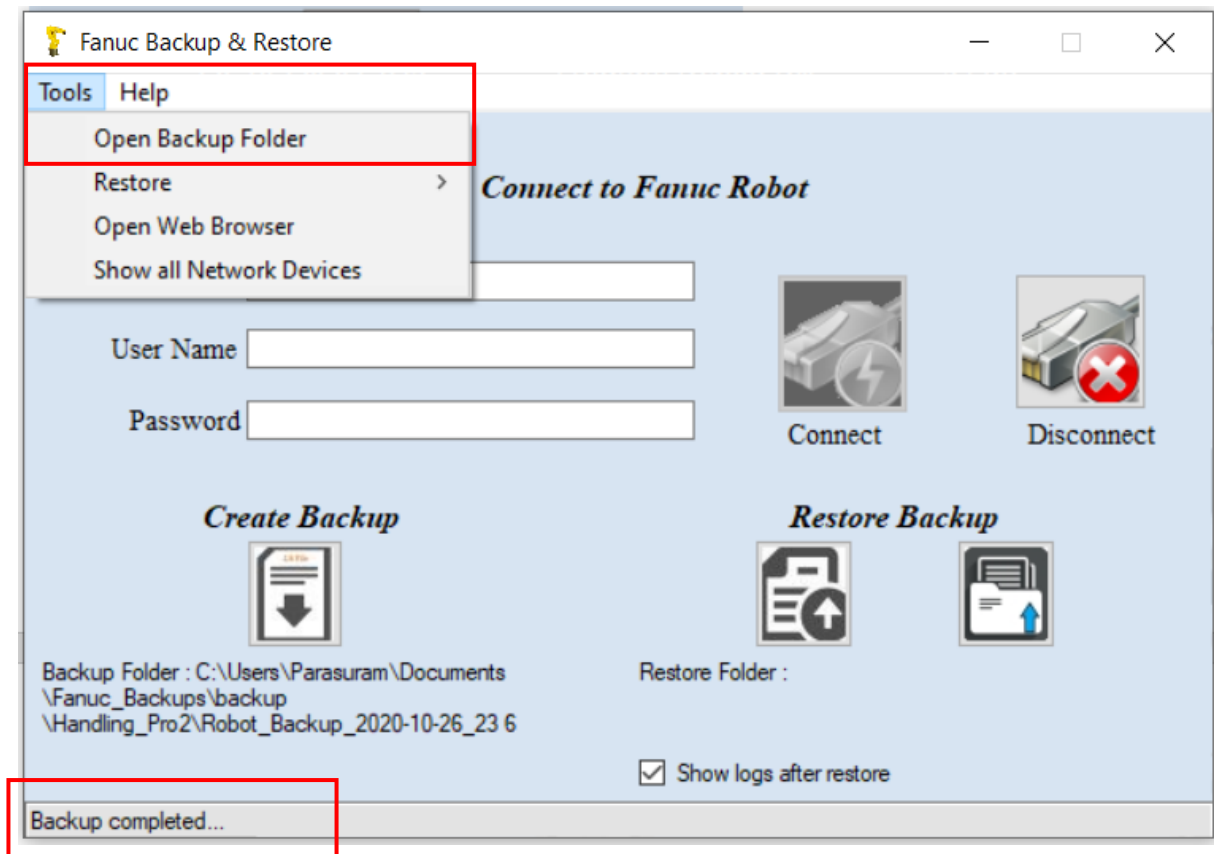 Fanuc Backup & Restore
Tools Help
Open Backup Folder
Restore
Open Web Browser
Show all Network Devices
Connect to Fanuc Robot
User Name
Password
Connect
Disconnect
Create Backup
Restore Backup
Backup Folder : C:\Users\Parasuram\Documents
\Fanuc_Backups\backup
\Handling_Pro2\Robot_Backup_2020-10-26_23 6
Restore Folder :
Show logs after restore
Backup completed...